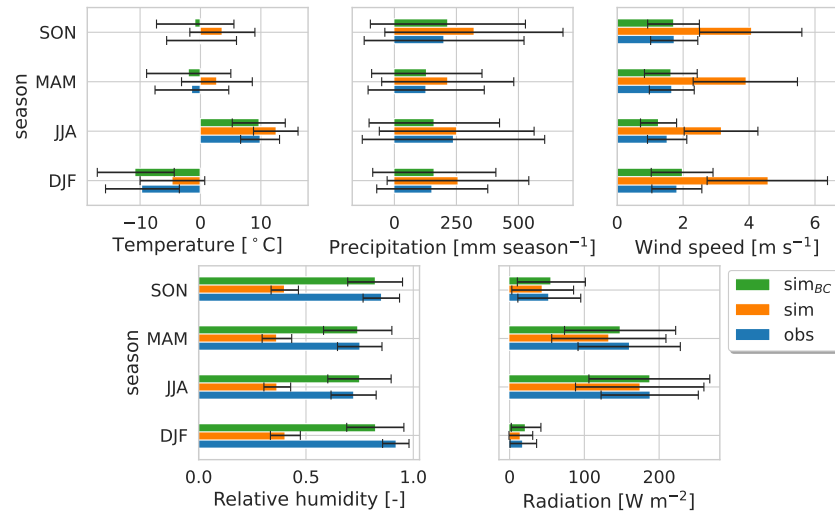 season
SON
MAM
JJA
DJF
−10 0 10
Temperature [°C]
0 250 500
Precipitation [mm season⁻¹]
0 2 4 6
Wind speed [m s⁻¹]
season
SON
MAM
JJA
DJF
0.0 0.5 1.0
Relative humidity [-]
0 100 200
Radiation [W m⁻²]
sim_BC
sim
obs